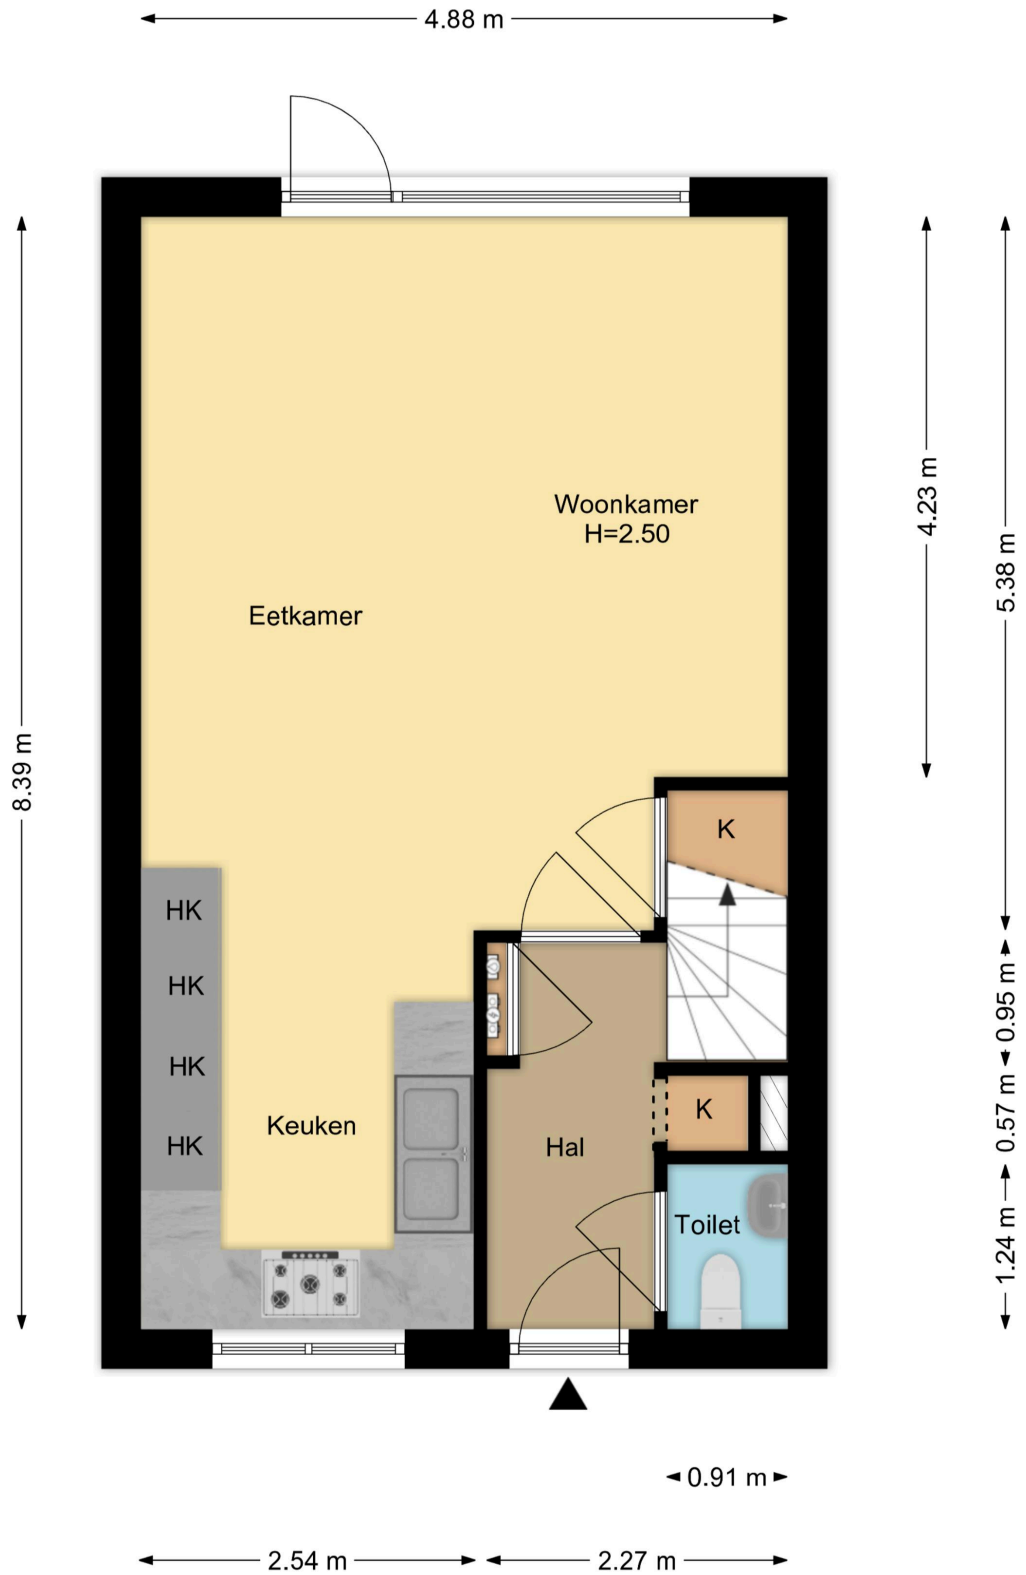 4.88 m
Woonkamer
H=2.50
4.23 m
5.38 m
Eetkamer
8.39 m
K
HK
HK
0.95 m
HK
K
0.57 m
Keuken
HK
Hal
Toilet
1.24 m
0.91 m
2.54 m
2.27 m